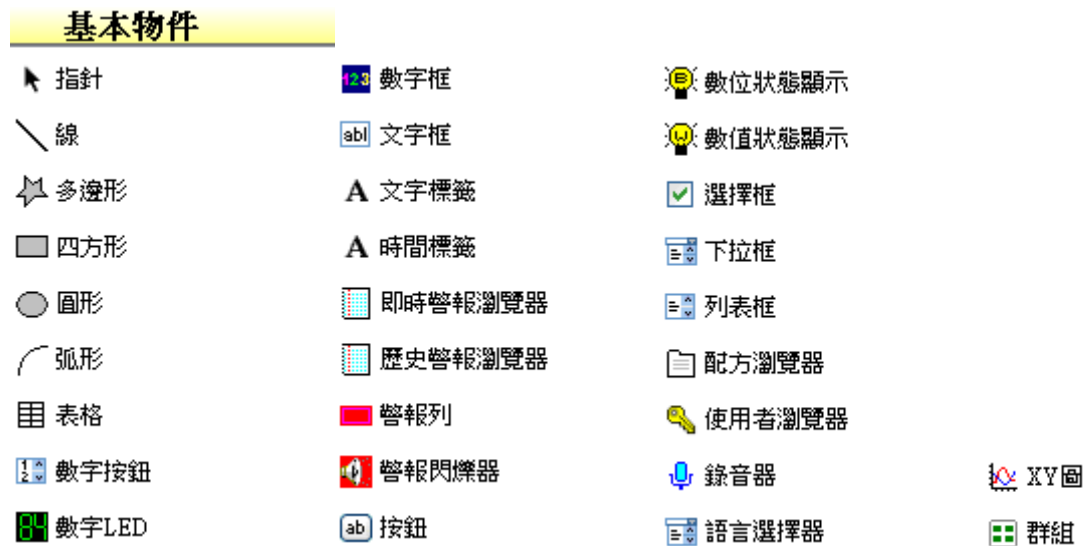 基本物件
指針
線
多邊形
四方形
圓形
弧形
表格
數字按鈕
數字LED
數字框
文字框
文字標籤
時間標籤
即時警報瀏覽器
歷史警報瀏覽器
警報列
警報閃爍器
按鈕
數位狀態顯示
數值狀態顯示
選擇框
下拉框
列表框
配方瀏覽器
使用者瀏覽器
錄音器
語言選擇器
XY圖
群組